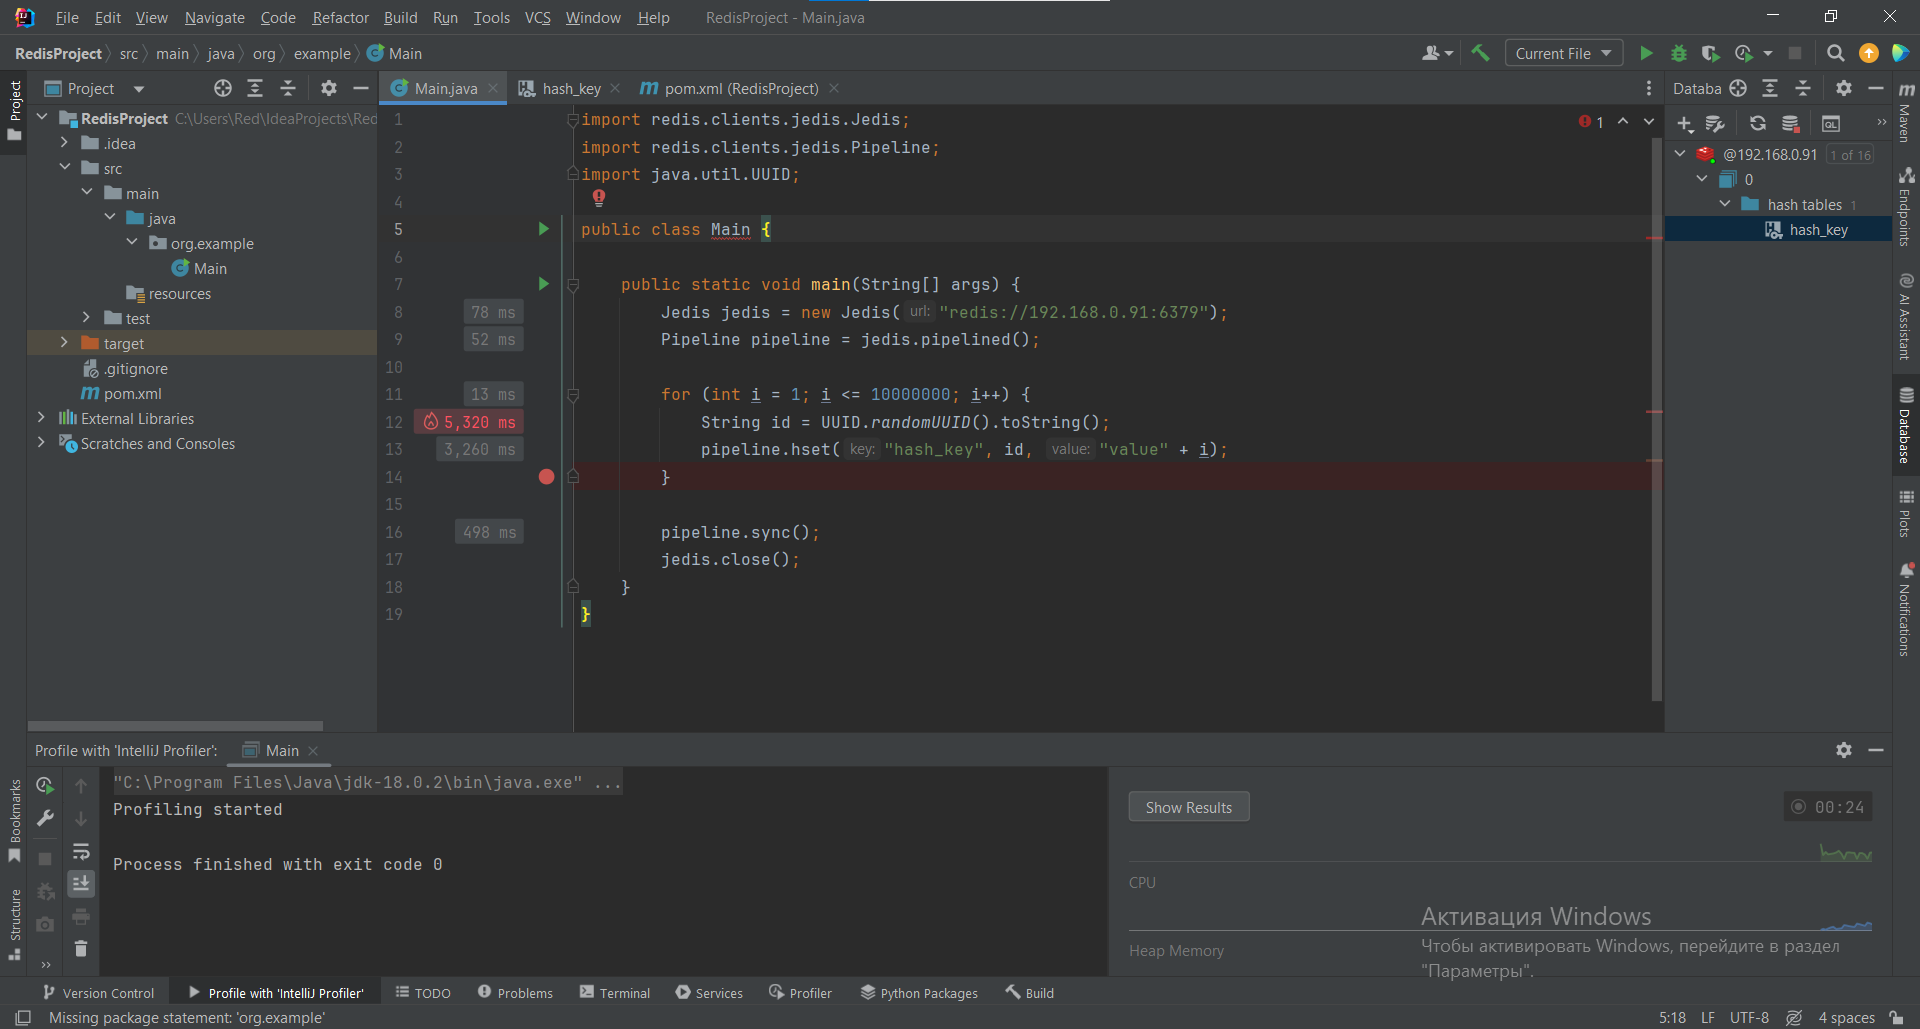 File Edit View Navigate Code Refactor Build Run Tools VCS Window Help RedisProject - Main.java
RedisProject src main java org example Main
Current File
Project
Main.java hash_key pom.xml (RedisProject)
Databa
RedisProject C:\Users\Red\IdeaProjects\Red
.idea
src
main
java
org.example
Main
resources
test
target
.gitignore
pom.xml
External Libraries
Scratches and Consoles
1 import redis.clients.jedis.Jedis;
2 import redis.clients.jedis.Pipeline;
3 import java.util.UUID;
4
5 public class Main {
6
7 public static void main(String[] args) {
8 78 ms Jedis jedis = new Jedis( url: "redis://192.168.0.91:6379");
9 52 ms Pipeline pipeline = jedis.pipelined();
10
11 13 ms for (int i = 1; i <= 10000000; i++) {
12 5,320 ms String id = UUID.randomUUID().toString();
13 3,260 ms pipeline.hset( key: "hash_key", id, value: "value" + i);
14 }
15
16 498 ms pipeline.sync();
17 jedis.close();
18 }
19 }
1
QL
@192.168.0.91 1 of 16
0
hash tables 1
hash_key
Project
Bookmarks
Structure
Maven
Endpoints
AI Assistant
Database
Plots
Notifications
Profile with 'IntelliJ Profiler': Main
"C:\Program Files\Java\jdk-18.0.2\bin\java.exe" ...
Profiling started
Process finished with exit code 0
Show Results
00:24
CPU
Heap Memory
Активация Windows
Чтобы активировать Windows, перейдите в раздел
"Параметры".
Version Control Profile with 'IntelliJ Profiler' TODO Problems Terminal Services Profiler Python Packages Build
Missing package statement: 'org.example'
5:18 LF UTF-8 4 spaces